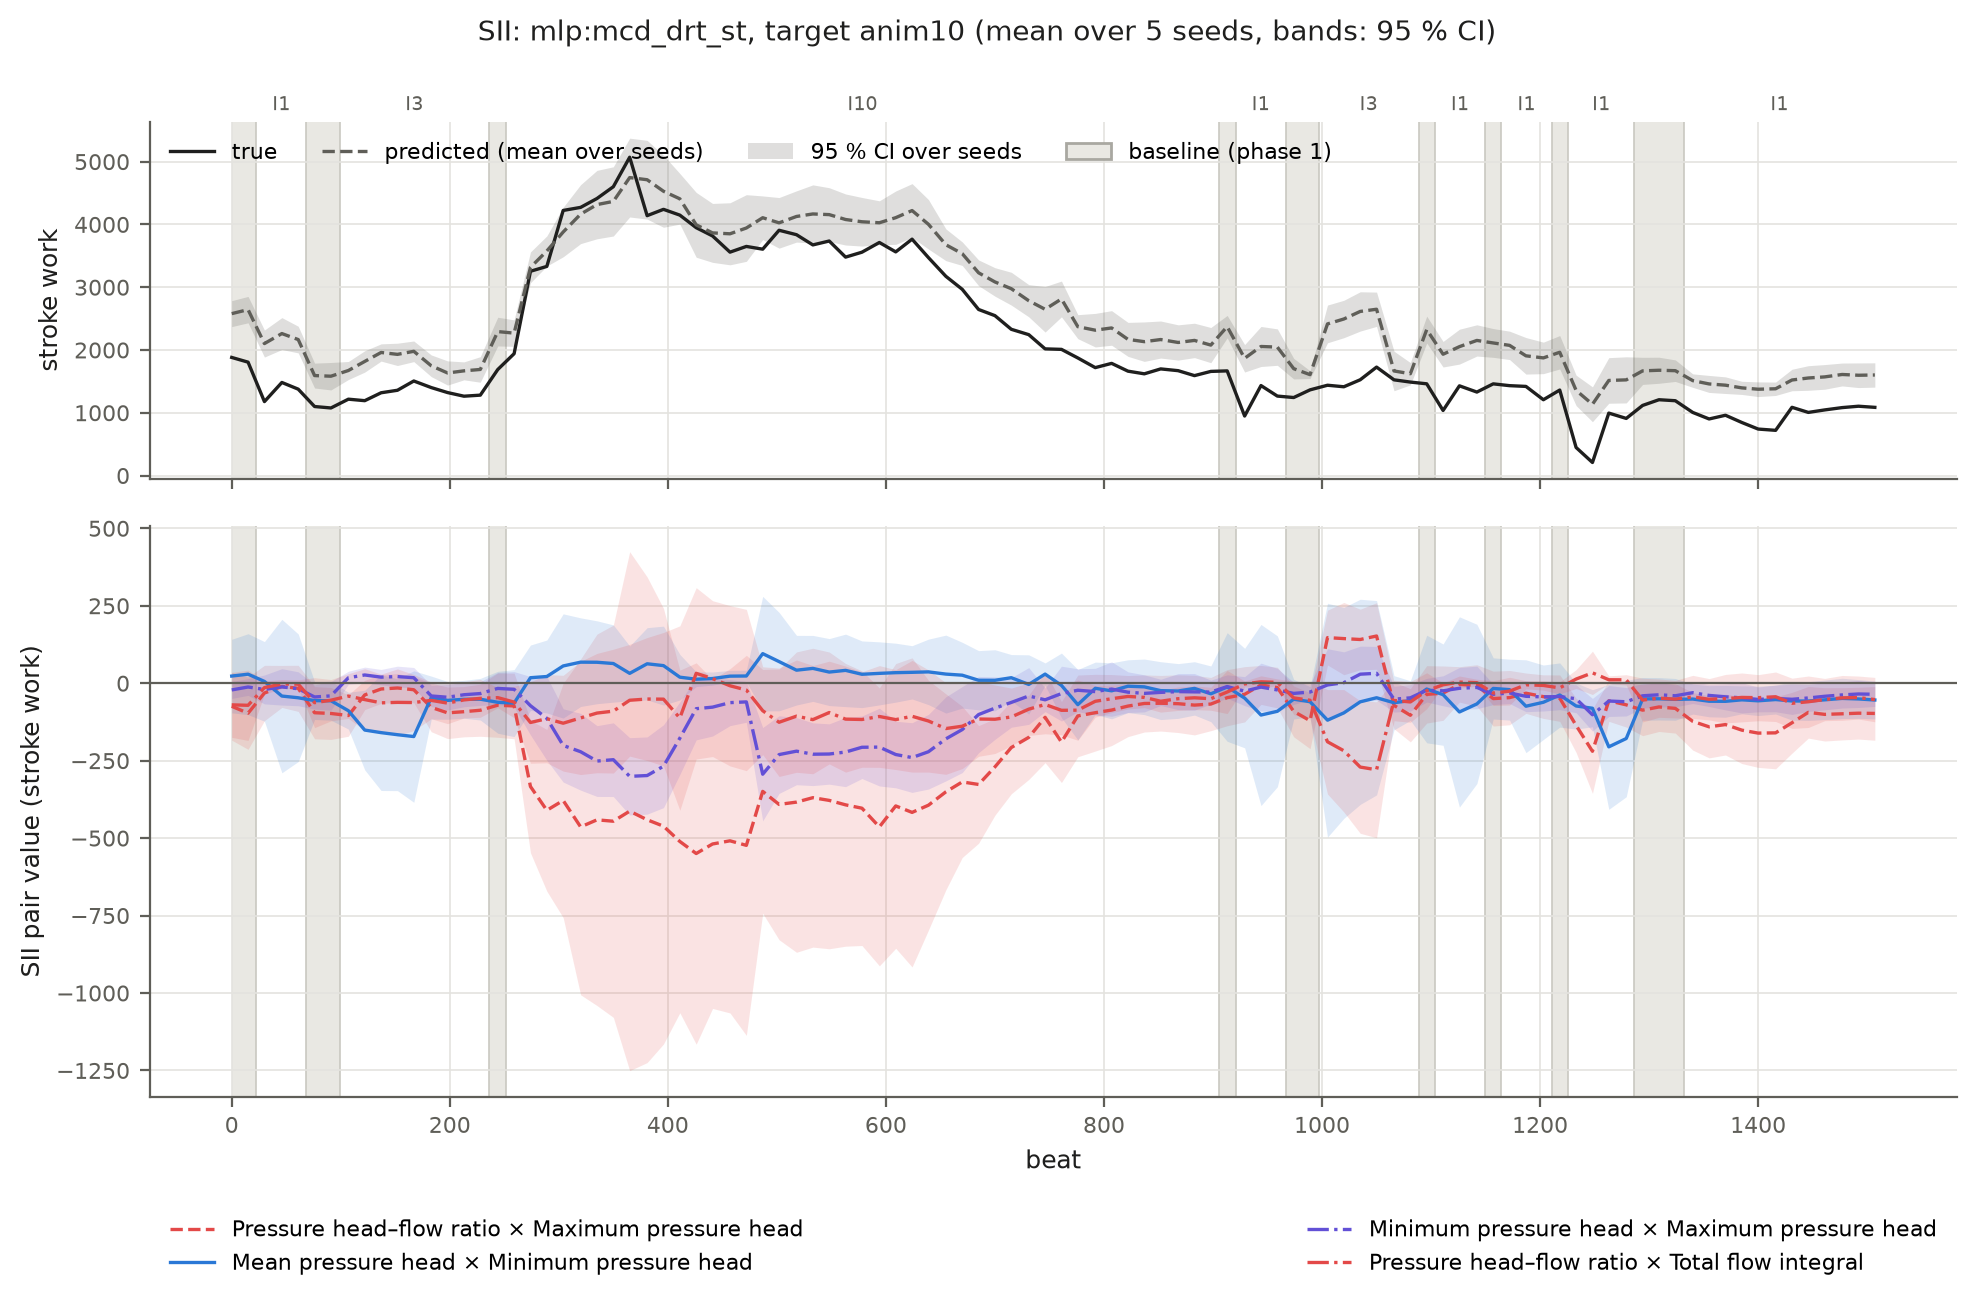 SII: mlp:mcd_drt_st, target anim10 (mean over 5 seeds, bands: 95 % CI)
I1 I3 I10 I1 I3 I1 I1 I1 I1
true predicted (mean over seeds) 95 % CI over seeds baseline (phase 1)
stroke work
5000
4000
3000
2000
1000
0
SII pair value (stroke work)
500
250
0
−250
−500
−750
−1000
−1250
0 200 400 600 800 1000 1200 1400
beat
Pressure head–flow ratio × Maximum pressure head
Mean pressure head × Minimum pressure head
Minimum pressure head × Maximum pressure head
Pressure head–flow ratio × Total flow integral